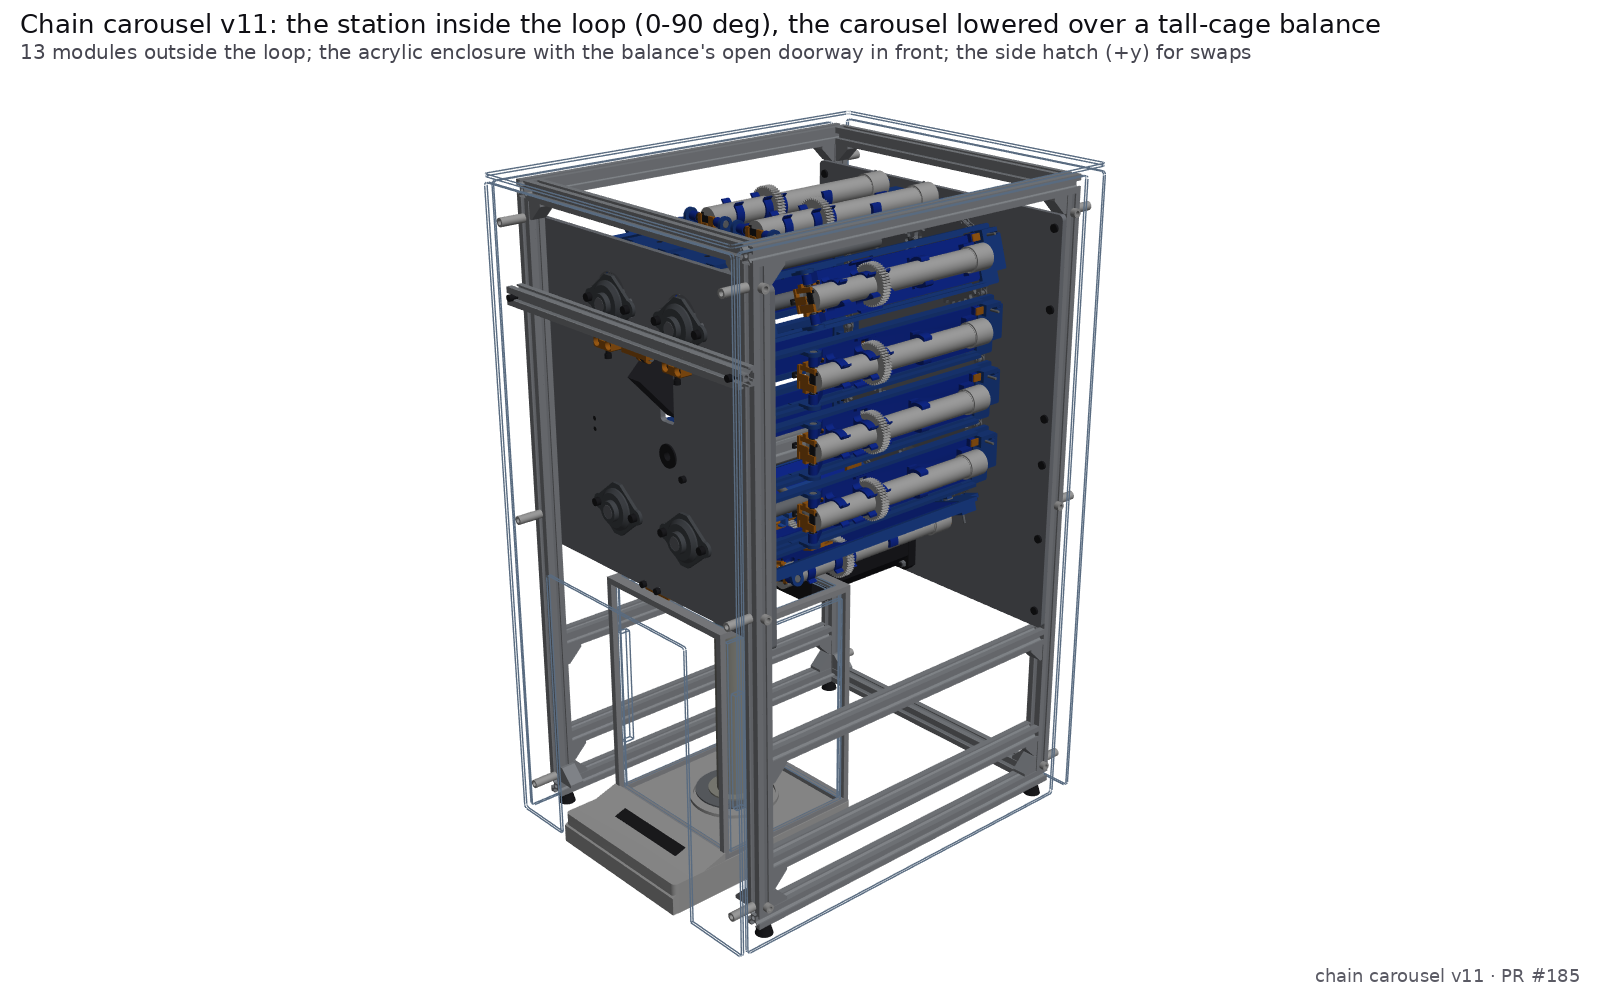 Chain carousel v11: the station inside the loop (0-90 deg), the carousel lowered over a tall-cage balance
13 modules outside the loop; the acrylic enclosure with the balance's open doorway in front; the side hatch (+y) for swaps
chain carousel v11 · PR #185